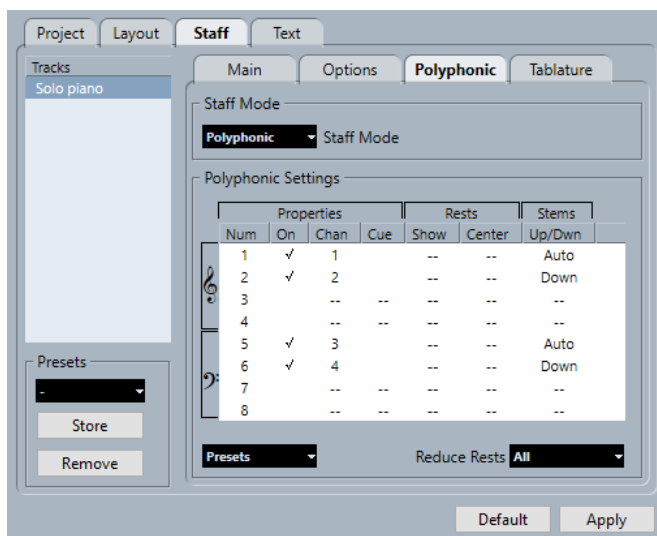 Project Layout Staff Text
Tracks
Solo piano
Main Options Polyphonic Tablature
Staff Mode
Polyphonic Staff Mode
Polyphonic Settings
Properties Rests Stems
Num On Chan Cue Show Center Up/Dwn
1 ✓ 1 -- -- Auto
2 ✓ 2 -- -- Down
3 -- -- -- -- --
4 -- -- -- -- --
5 ✓ 3 -- -- Auto
6 ✓ 4 -- -- Down
7 -- -- -- -- --
8 -- -- -- -- --
Presets
-
Store
Remove
Presets Reduce Rests All
Default Apply